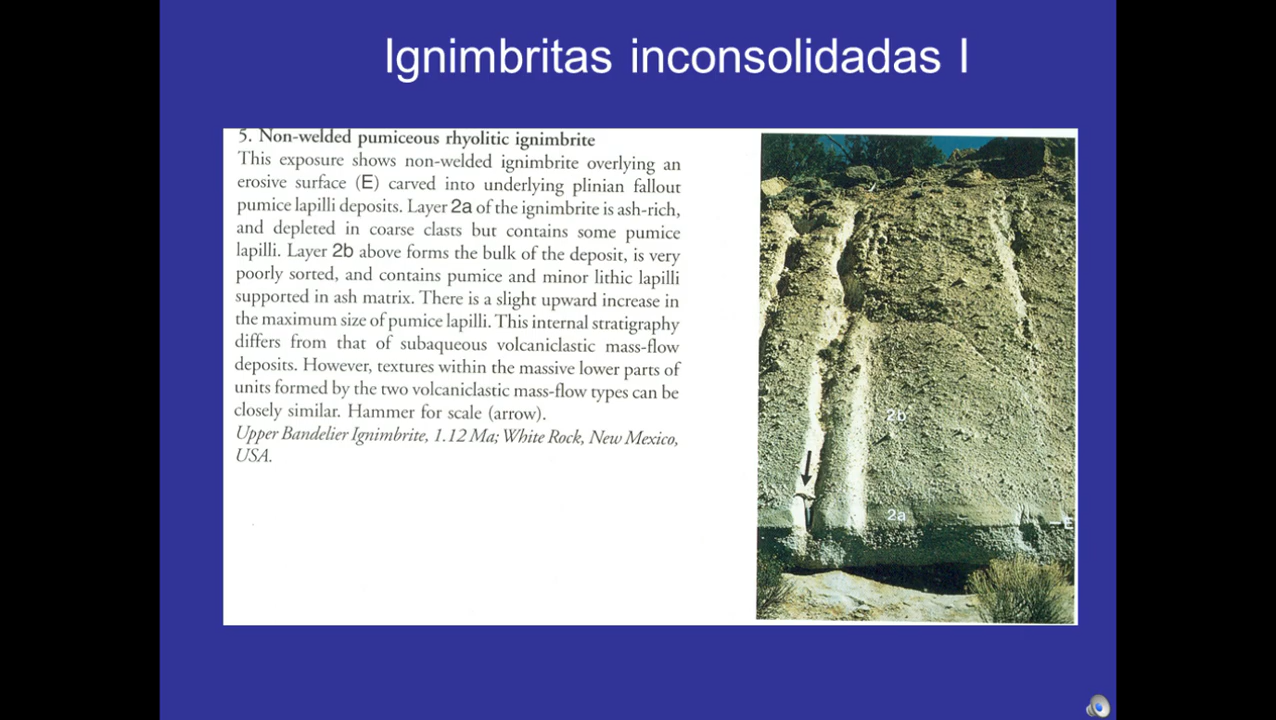 Ignimbritas inconsolidadas I
5. Non-welded pumiceous rhyolitic ignimbrite
This exposure shows non-welded ignimbrite overlying an
erosive surface (E) carved into underlying plinian fallout
pumice lapilli deposits. Layer 2a of the ignimbrite is ash-rich,
and depleted in coarse clasts but contains some pumice
lapilli. Layer 2b above forms the bulk of the deposit, is very
poorly sorted, and contains pumice and minor lithic lapilli
supported in ash matrix. There is a slight upward increase in
the maximum size of pumice lapilli. This internal stratigraphy
differs from that of subaqueous volcaniclastic mass-flow
deposits. However, textures within the massive lower parts of
units formed by the two volcaniclastic mass-flow types can be
closely similar. Hammer for scale (arrow).
Upper Bandelier Ignimbrite, 1.12 Ma; White Rock, New Mexico,
USA.
2b
2a
E